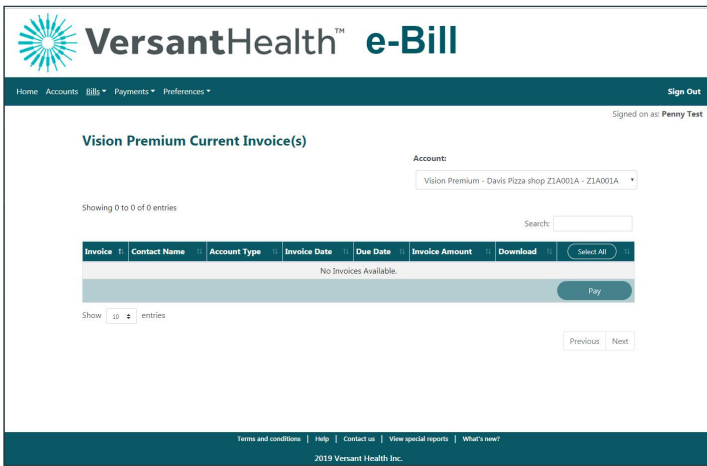 VersantHealth™ e-Bill
Home Accounts Bills Payments Preferences Sign Out
Signed on as: Penny Test
Vision Premium Current Invoice(s)
Account:
Vision Premium - Davis Pizza shop Z1A001A - Z1A001A
Showing 0 to 0 of 0 entries
Search:
Invoice Contact Name Account Type Invoice Date Due Date Invoice Amount Download Select All
No Invoices Available.
Pay
Show 10 entries
Previous Next
Terms and conditions | Help | Contact us | View special reports | What's new?
2019 Versant Health Inc.